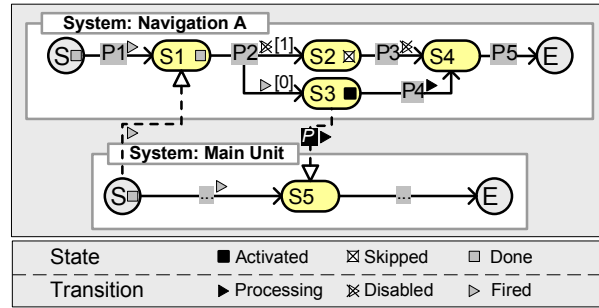 System: Navigation A
S P1 S1 P2 [1] S2 P3 S4 P5 E
[0] S3 P4
P
System: Main Unit
S ... S5 ... E
State Activated Skipped Done
Transition Processing Disabled Fired